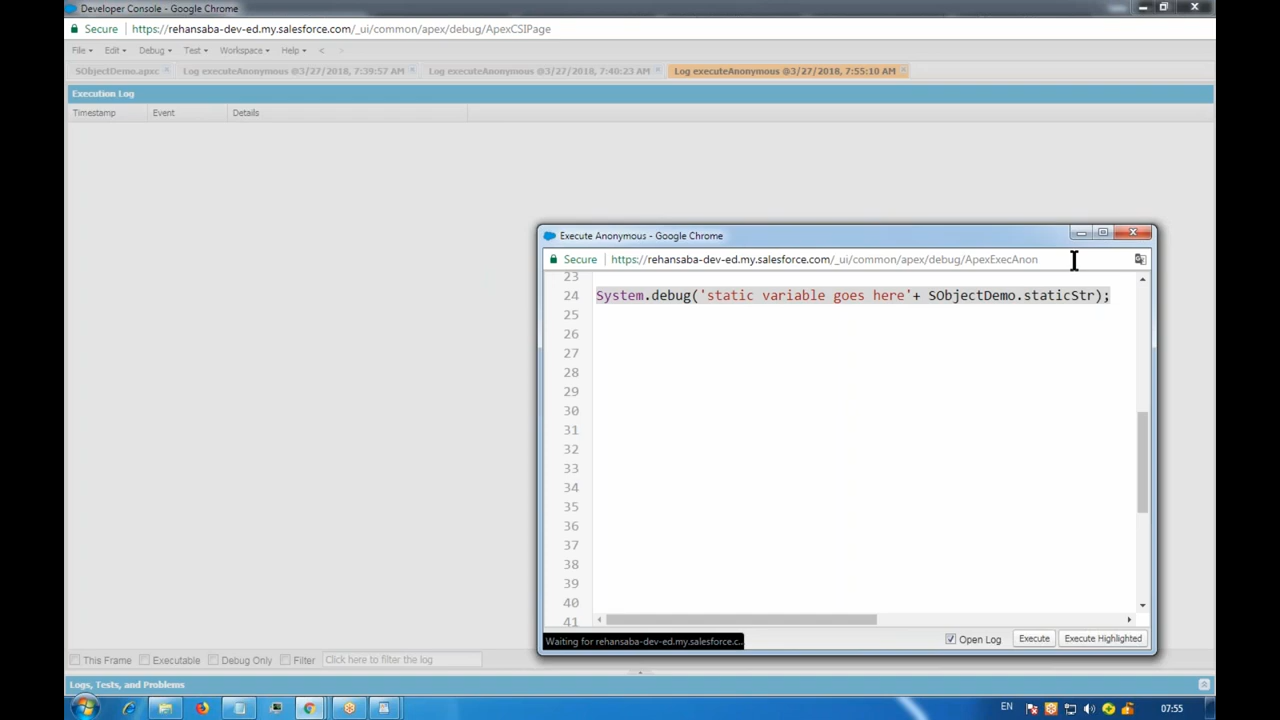 Developer Console - Google Chrome
Secure https://rehansaba-dev-ed.my.salesforce.com/_ui/common/apex/debug/ApexCSIPage
File Edit Debug Test Workspace Help < >
SObjectDemo.apxc Log executeAnonymous @3/27/2018, 7:39:57 AM Log executeAnonymous @3/27/2018, 7:40:23 AM Log executeAnonymous @3/27/2018, 7:55:10 AM
Execution Log
Timestamp Event Details
Execute Anonymous - Google Chrome
Secure https://rehansaba-dev-ed.my.salesforce.com/_ui/common/apex/debug/ApexExecAnon
23
24 System.debug('static variable goes here'+ SObjectDemo.staticStr);
25
26
27
28
29
30
31
32
33
34
35
36
37
38
39
40
41
Waiting for rehansaba-dev-ed.my.salesforce.c...
Open Log Execute Execute Highlighted
This Frame Executable Debug Only Filter Click here to filter the log
Logs, Tests, and Problems
EN 07:55